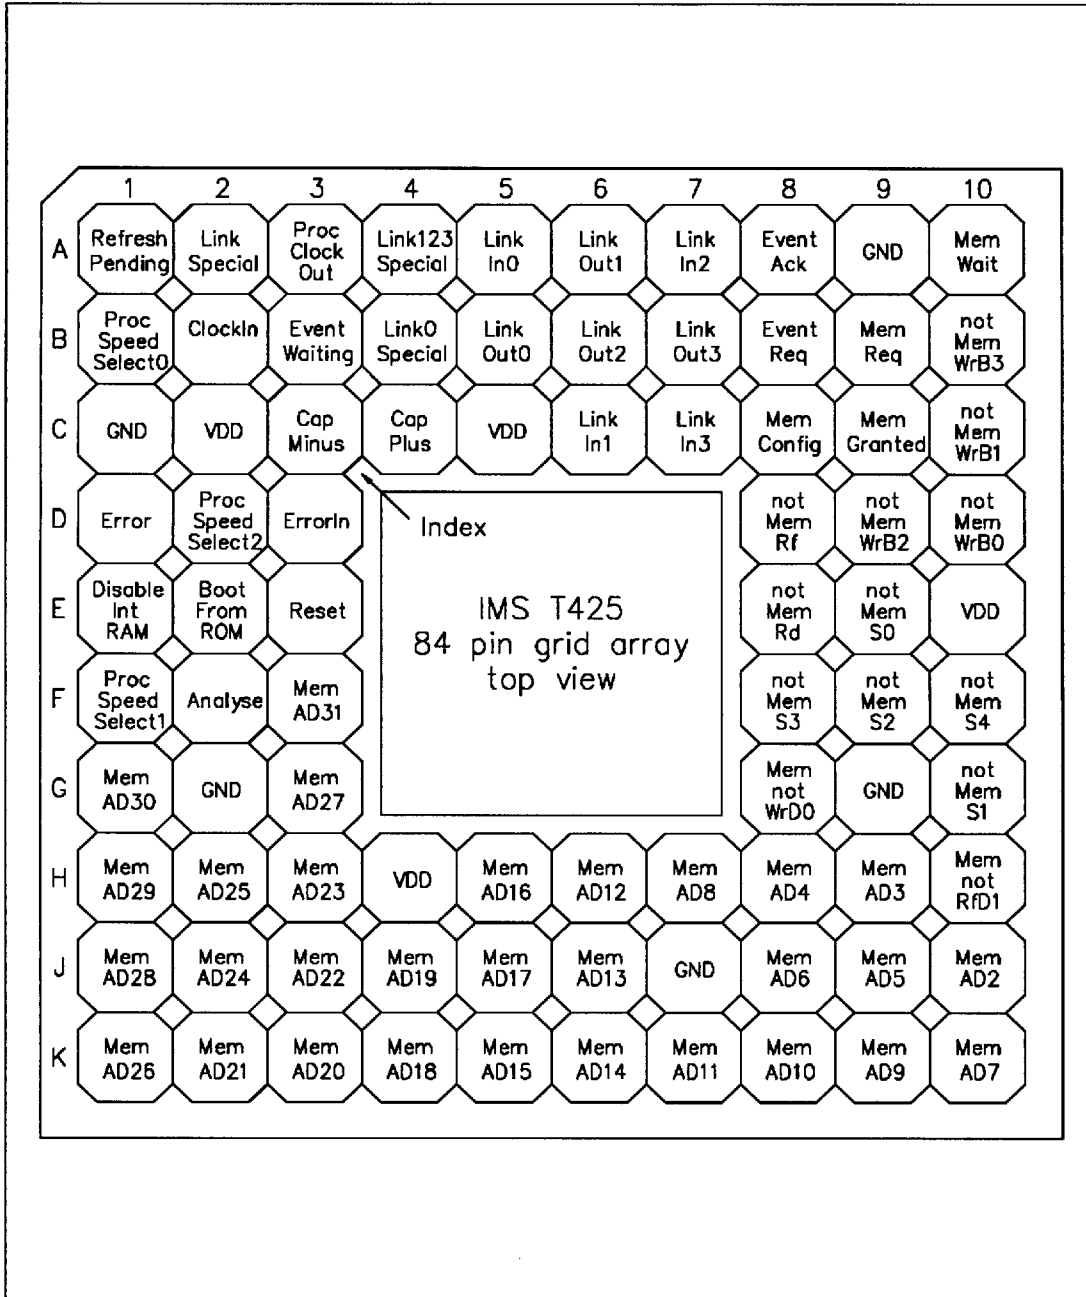 1 2 3 4 5 6 7 8 9 10
A
Refresh Pending
Link Special
Proc Clock Out
Link123 Special
Link In0
Link Out1
Link In2
Event Ack
GND
Mem Wait
B
Proc Speed Select0
ClockIn
Event Waiting
Link0 Special
Link Out0
Link Out2
Link Out3
Event Req
Mem Req
not Mem WrB3
C
GND
VDD
Cap Minus
Cap Plus
VDD
Link In1
Link In3
Mem Config
Mem Granted
not Mem WrB1
D
Error
Proc Speed Select2
ErrorIn
Index
not Mem Rf
not Mem WrB2
not Mem WrB0
E
Disable Int RAM
Boot From ROM
Reset
IMS T425
84 pin grid array
top view
not Mem Rd
not Mem S0
VDD
F
Proc Speed Select1
Analyse
Mem AD31
not Mem S3
not Mem S2
not Mem S4
G
Mem AD30
GND
Mem AD27
Mem not WrD0
GND
not Mem S1
H
Mem AD29
Mem AD25
Mem AD23
VDD
Mem AD16
Mem AD12
Mem AD8
Mem AD4
Mem AD3
Mem not RfD1
J
Mem AD28
Mem AD24
Mem AD22
Mem AD19
Mem AD17
Mem AD13
GND
Mem AD6
Mem AD5
Mem AD2
K
Mem AD26
Mem AD21
Mem AD20
Mem AD18
Mem AD15
Mem AD14
Mem AD11
Mem AD10
Mem AD9
Mem AD7